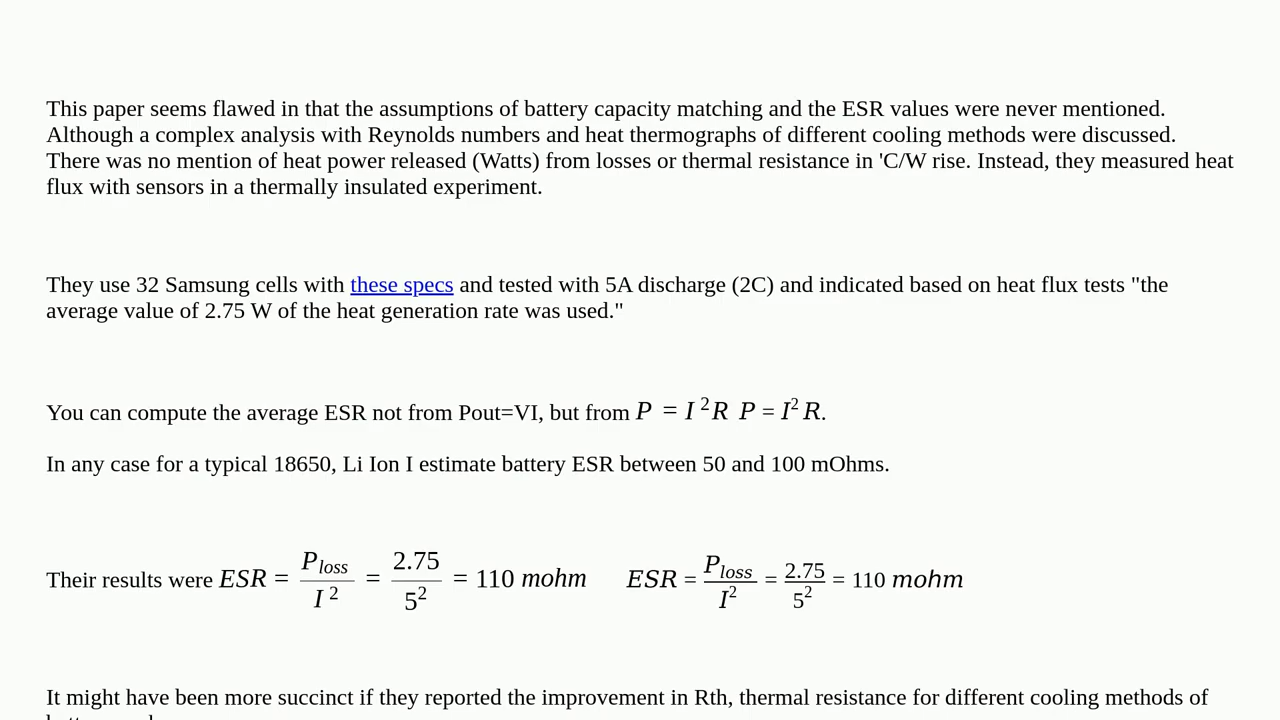 This paper seems flawed in that the assumptions of battery capacity matching and the ESR values were never mentioned.
Although a complex analysis with Reynolds numbers and heat thermographs of different cooling methods were discussed.
There was no mention of heat power released (Watts) from losses or thermal resistance in 'C/W rise. Instead, they measured heat
flux with sensors in a thermally insulated experiment.
They use 32 Samsung cells with these specs and tested with 5A discharge (2C) and indicated based on heat flux tests "the
average value of 2.75 W of the heat generation rate was used."
You can compute the average ESR not from Pout=VI, but from P = I ²R P = I² R.
In any case for a typical 18650, Li Ion I estimate battery ESR between 50 and 100 mOhms.
Their results were ESR = P_loss / I ² = 2.75 / 5² = 110 mohm ESR = P_loss / I² = 2.75 / 5² = 110 mohm
It might have been more succinct if they reported the improvement in Rth, thermal resistance for different cooling methods of